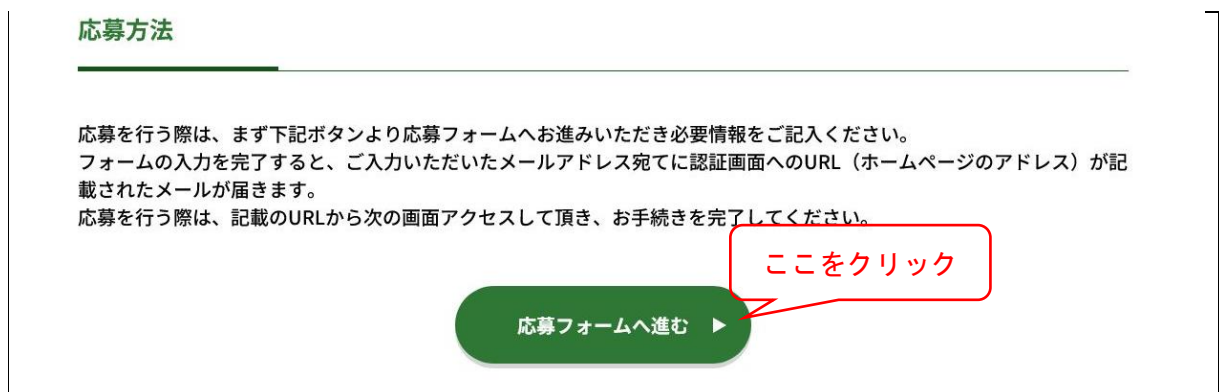 応募方法
応募を行う際は、まず下記ボタンより応募フォームへお進みいただき必要情報をご記入ください。
フォームの入力を完了すると、ご入力いただいたメールアドレス宛てに認証画面へのURL（ホームページのアドレス）が記
載されたメールが届きます。
応募を行う際は、記載のURLから次の画面アクセスして頂き、お手続きを完了してください。
ここをクリック
応募フォームへ進む ▶